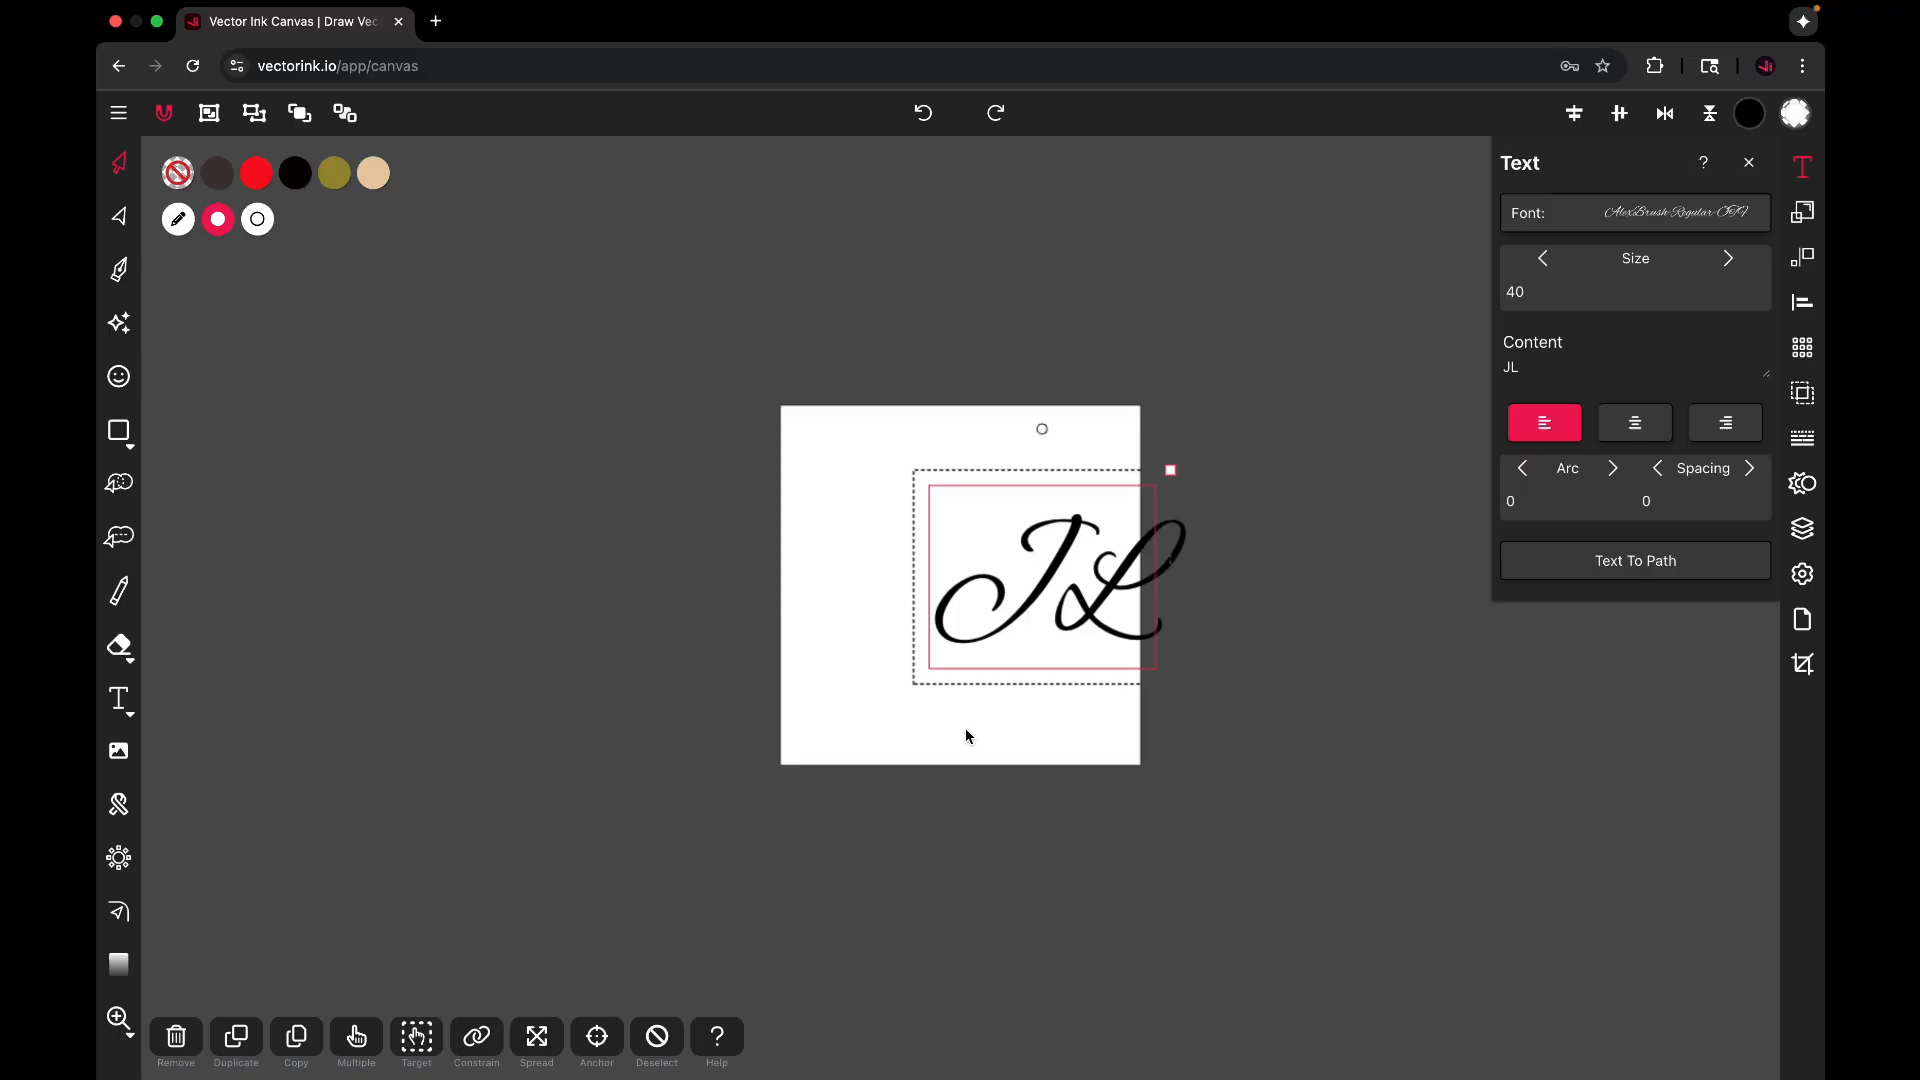 Vector Ink Canvas | Draw Vec
vectorink.io/app/canvas
Text
Font: AlexBrush-Regular-OTF
Size
40
Content
JL
Arc
Spacing
0
0
Text To Path
JL
Remove
Duplicate
Copy
Multiple
Target
Constrain
Spread
Anchor
Deselect
Help